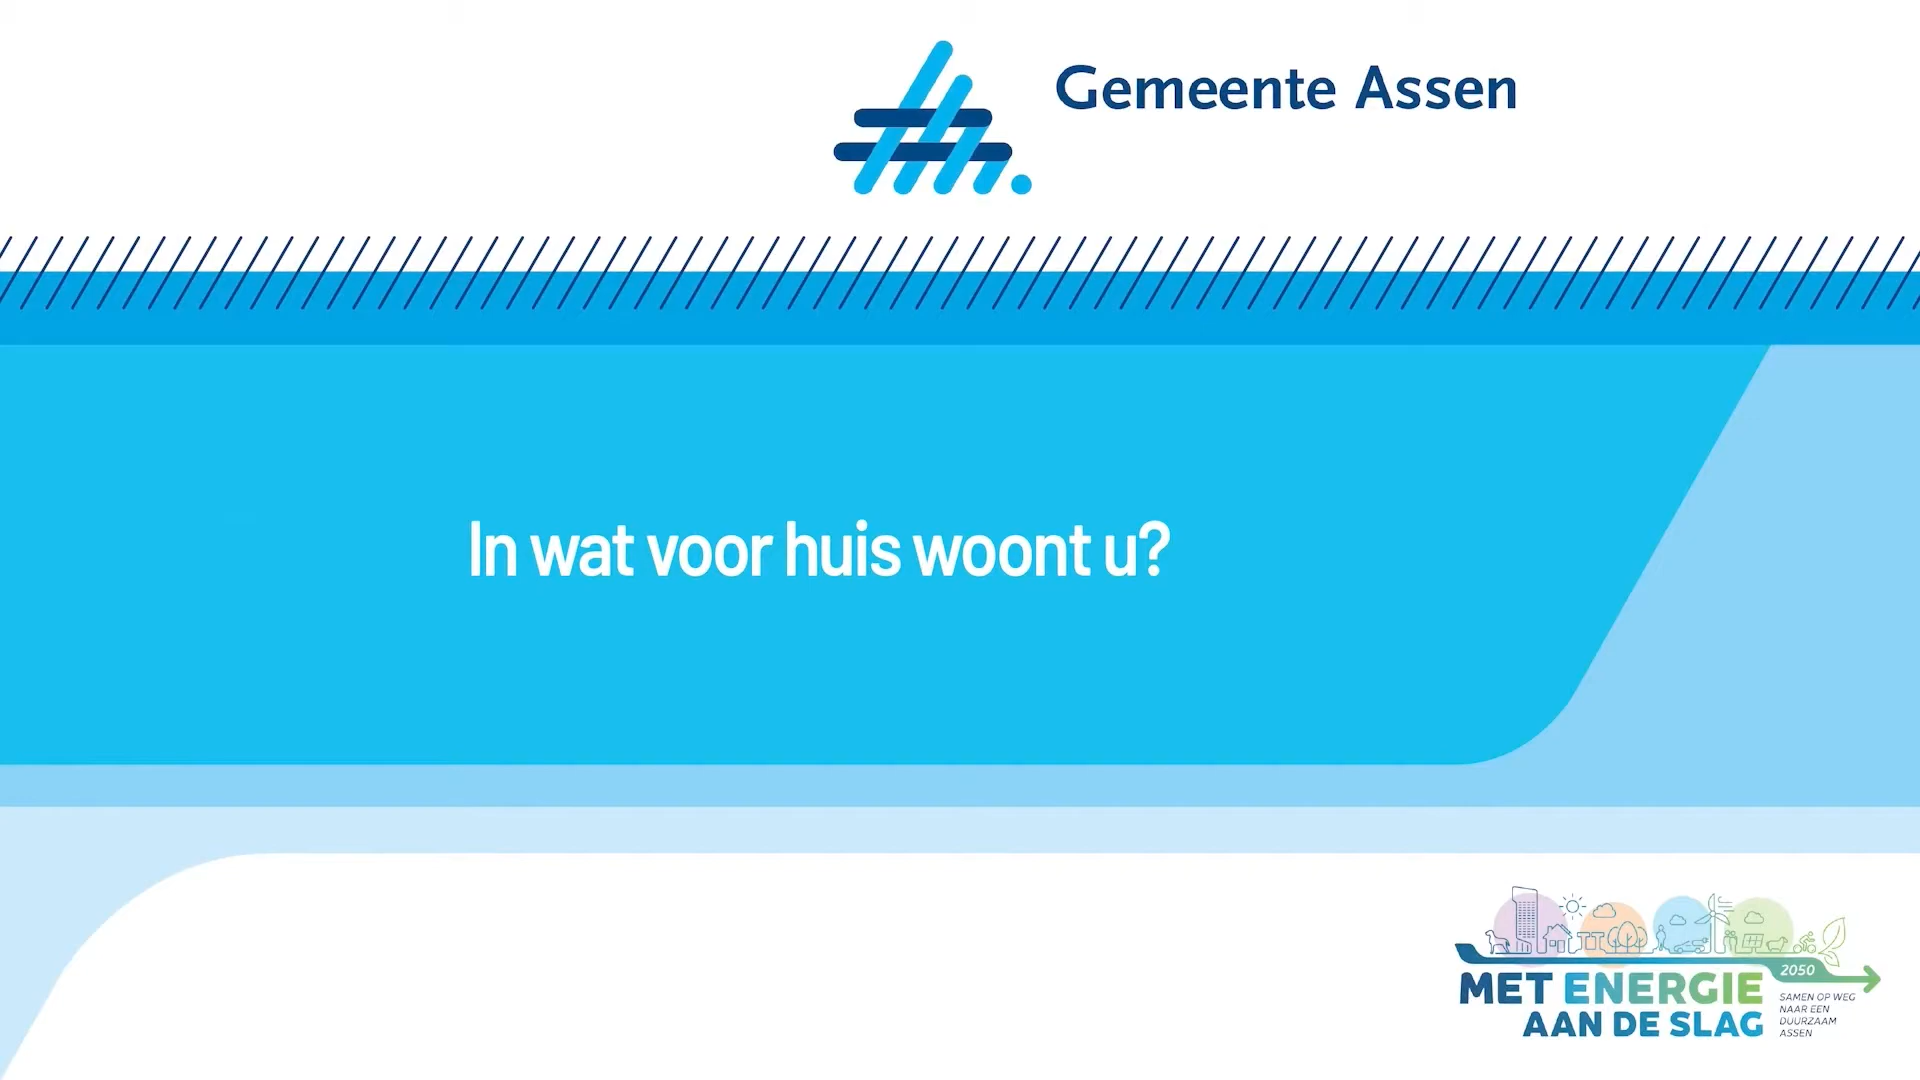 Gemeente Assen
In wat voor huis woont u?
2050
MET ENERGIE
AAN DE SLAG
SAMEN OP WEG
NAAR EEN
DUURZAAM
ASSEN